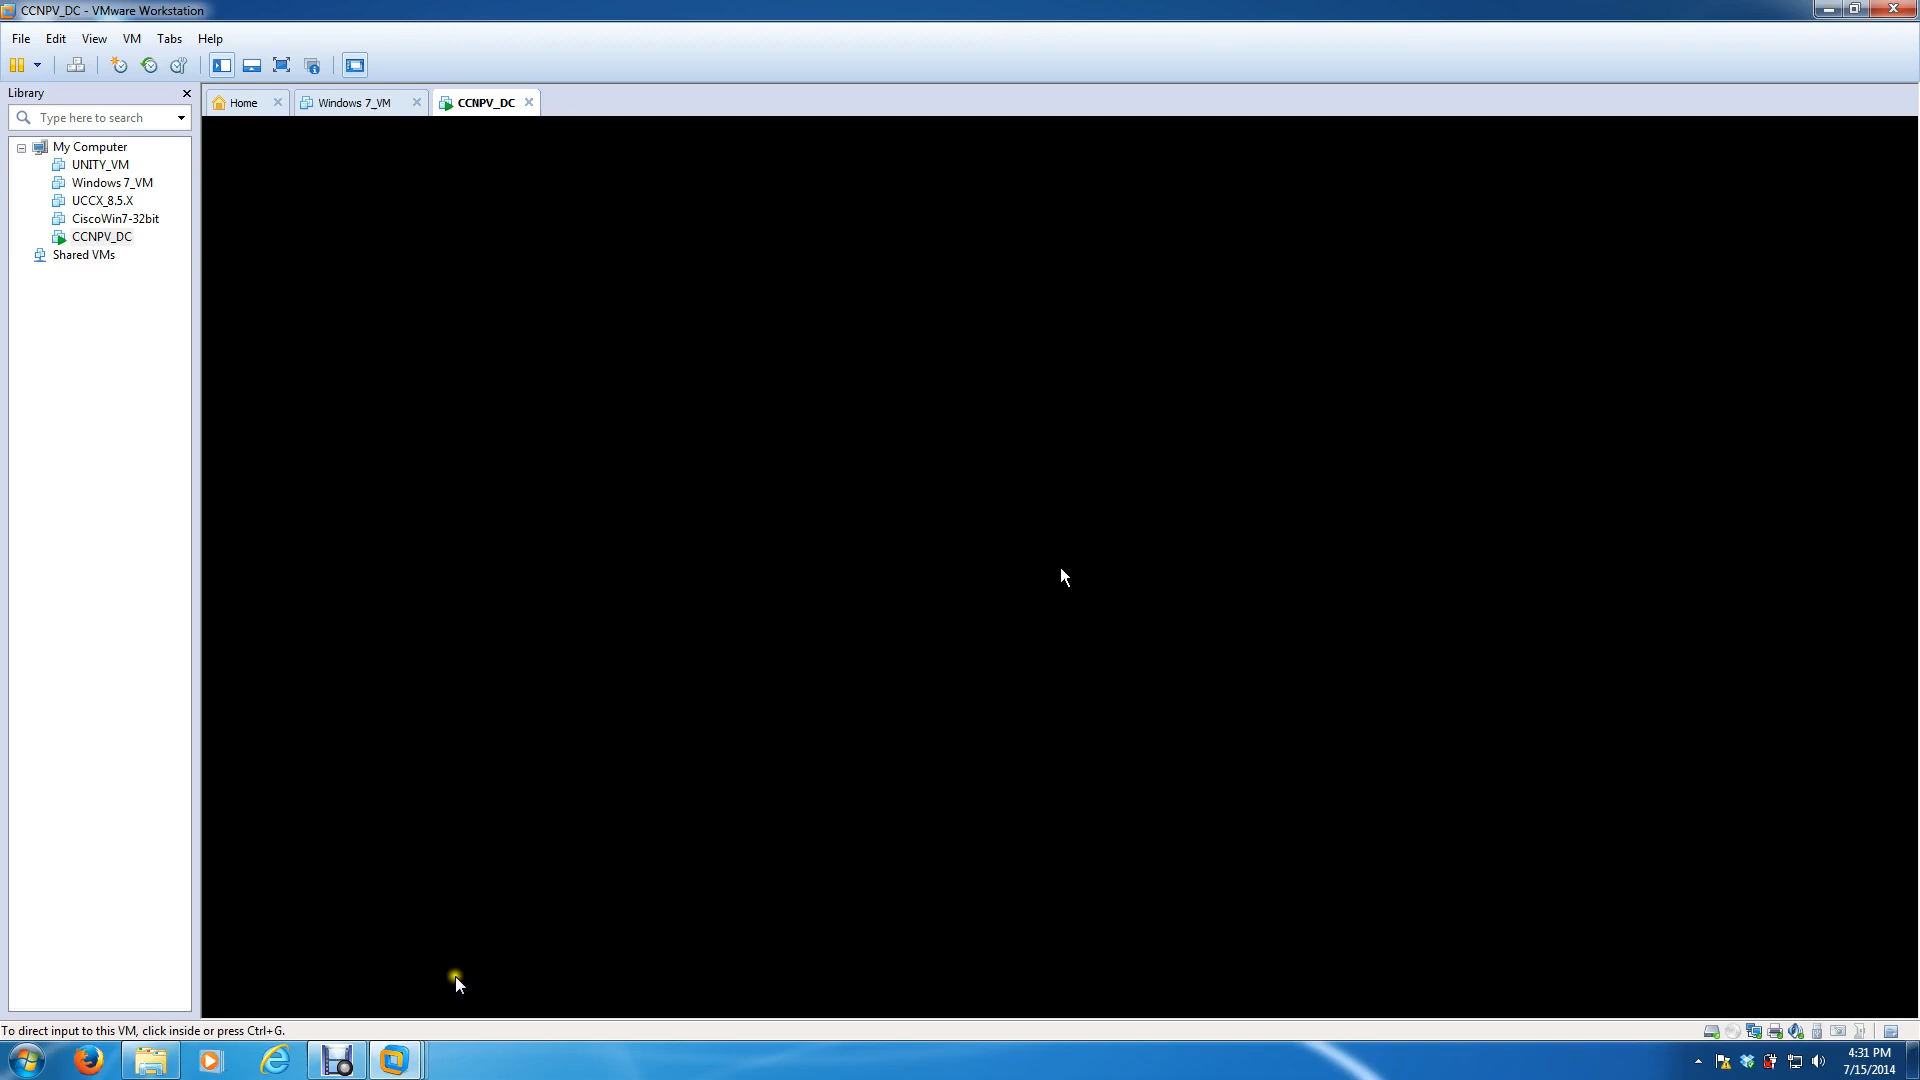 CCNPV_DC - VMware Workstation
File Edit View VM Tabs Help
Library
Type here to search
Home
Windows 7_VM
CCNPV_DC
My Computer
UNITY_VM
Windows 7_VM
UCCX_8.5.X
CiscoWin7-32bit
CCNPV_DC
Shared VMs
To direct input to this VM, click inside or press Ctrl+G.
4:31 PM
7/15/2014